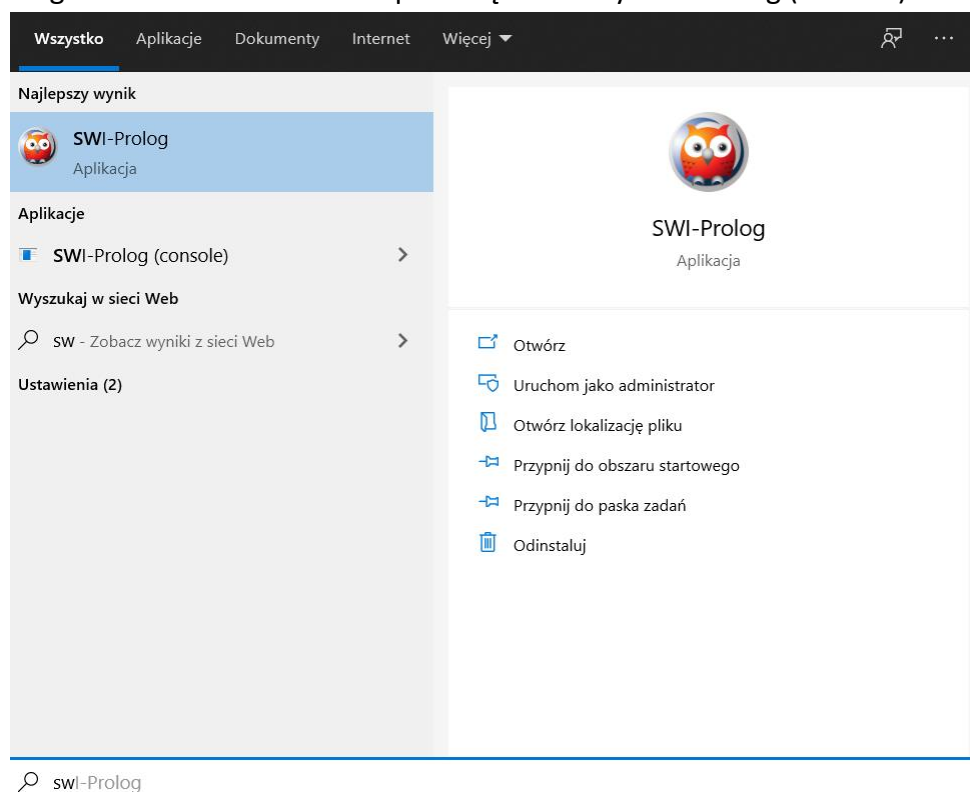 Wszystko Aplikacje Dokumenty Internet Więcej
Najlepszy wynik
SWI-Prolog
Aplikacja
Aplikacje
SWI-Prolog (console)
Wyszukaj w sieci Web
sw - Zobacz wyniki z sieci Web
Ustawienia (2)
SWI-Prolog
Aplikacja
Otwórz
Uruchom jako administrator
Otwórz lokalizację pliku
Przypnij do obszaru startowego
Przypnij do paska zadań
Odinstaluj
swI-Prolog